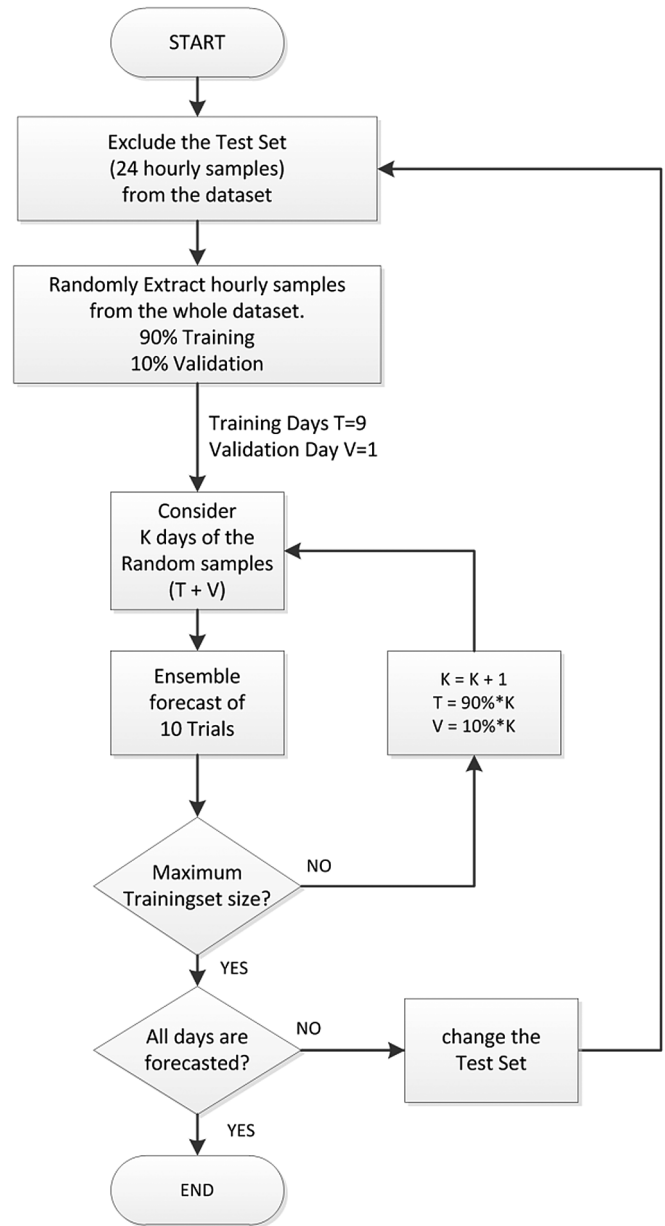 START
Exclude the Test Set
(24 hourly samples)
from the dataset
Randomly Extract hourly samples
from the whole dataset.
90% Training
10% Validation
Training Days T=9
Validation Day V=1
Consider
K days of the
Random samples
(T + V)
Ensemble
forecast of
10 Trials
K = K + 1
T = 90%*K
V = 10%*K
Maximum
Trainingset size?
NO
YES
All days are
forecasted?
NO
change the
Test Set
YES
END